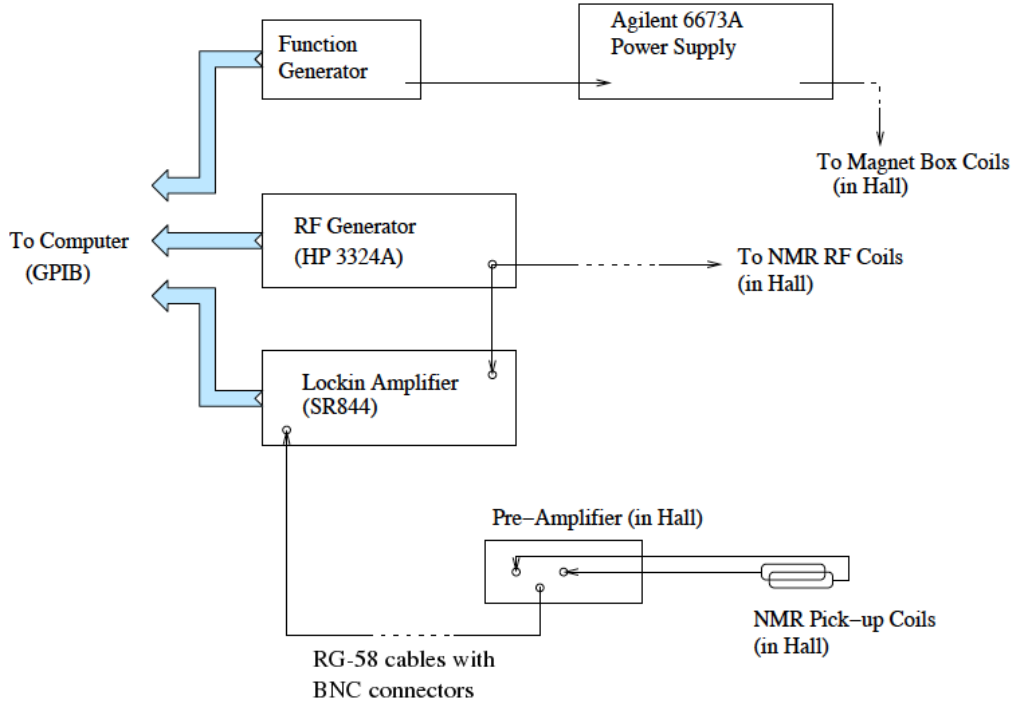 Function
Generator
Agilent 6673A
Power Supply
To Magnet Box Coils
(in Hall)
RF Generator
(HP 3324A)
To Computer
(GPIB)
To NMR RF Coils
(in Hall)
Lockin Amplifier
(SR844)
Pre−Amplifier (in Hall)
NMR Pick−up Coils
(in Hall)
RG-58 cables with
BNC connectors